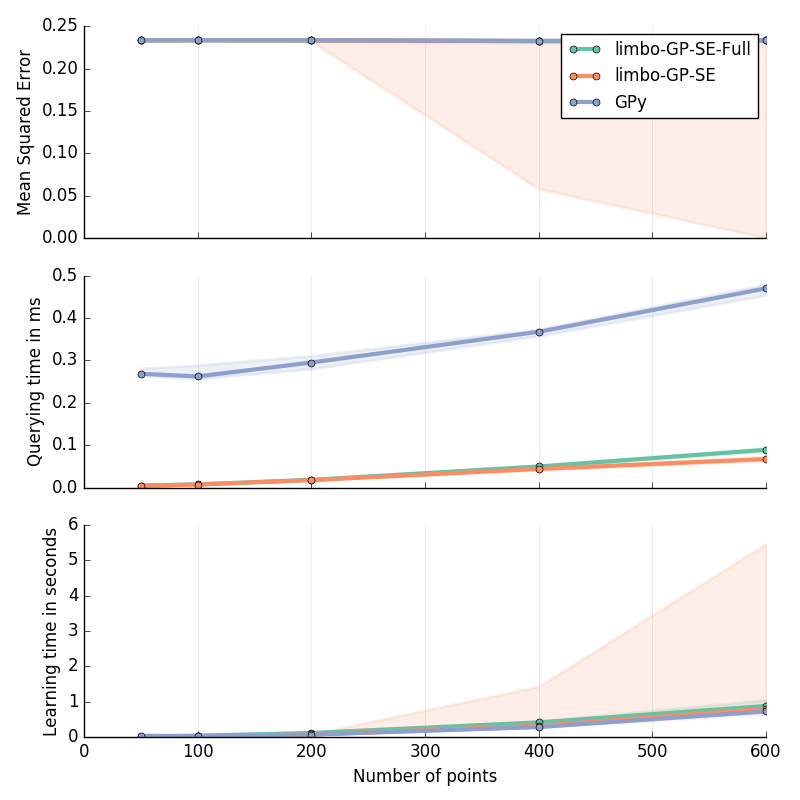 Mean Squared Error
0.25
0.20
0.15
0.10
0.05
0.00
limbo-GP-SE-Full
limbo-GP-SE
GPy
Querying time in ms
0.5
0.4
0.3
0.2
0.1
0.0
Learning time in seconds
6
5
4
3
2
1
0
0 100 200 300 400 500 600
Number of points